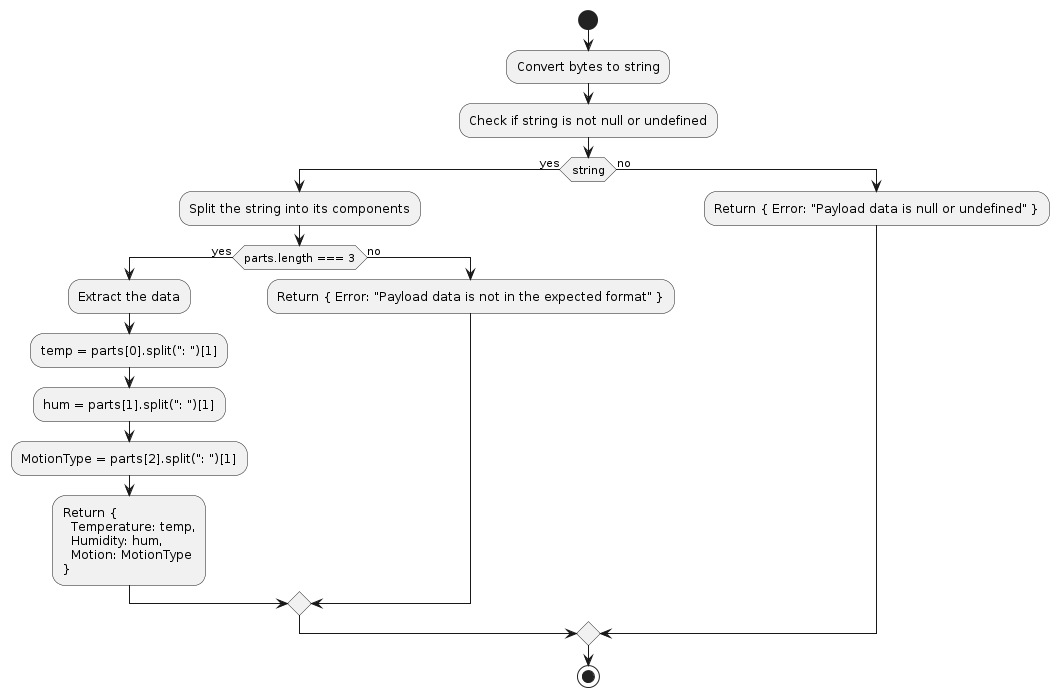 Convert bytes to string
Check if string is not null or undefined
yes
string
no
Split the string into its components
Return { Error: "Payload data is null or undefined" }
yes
parts.length === 3
no
Extract the data
Return { Error: "Payload data is not in the expected format" }
temp = parts[0].split(": ")[1]
hum = parts[1].split(": ")[1]
MotionType = parts[2].split(": ")[1]
Return {
  Temperature: temp,
  Humidity: hum,
  Motion: MotionType
}